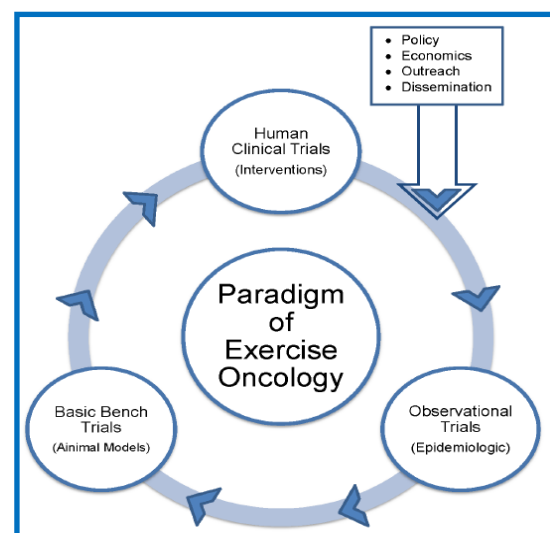 • Policy
• Economics
• Outreach
• Dissemination
Human
Clinical Trials
(Interventions)
Paradigm
of
Exercise
Oncology
Basic Bench
Trials
(Ainimal Models)
Observational
Trials
(Epidemiologic)